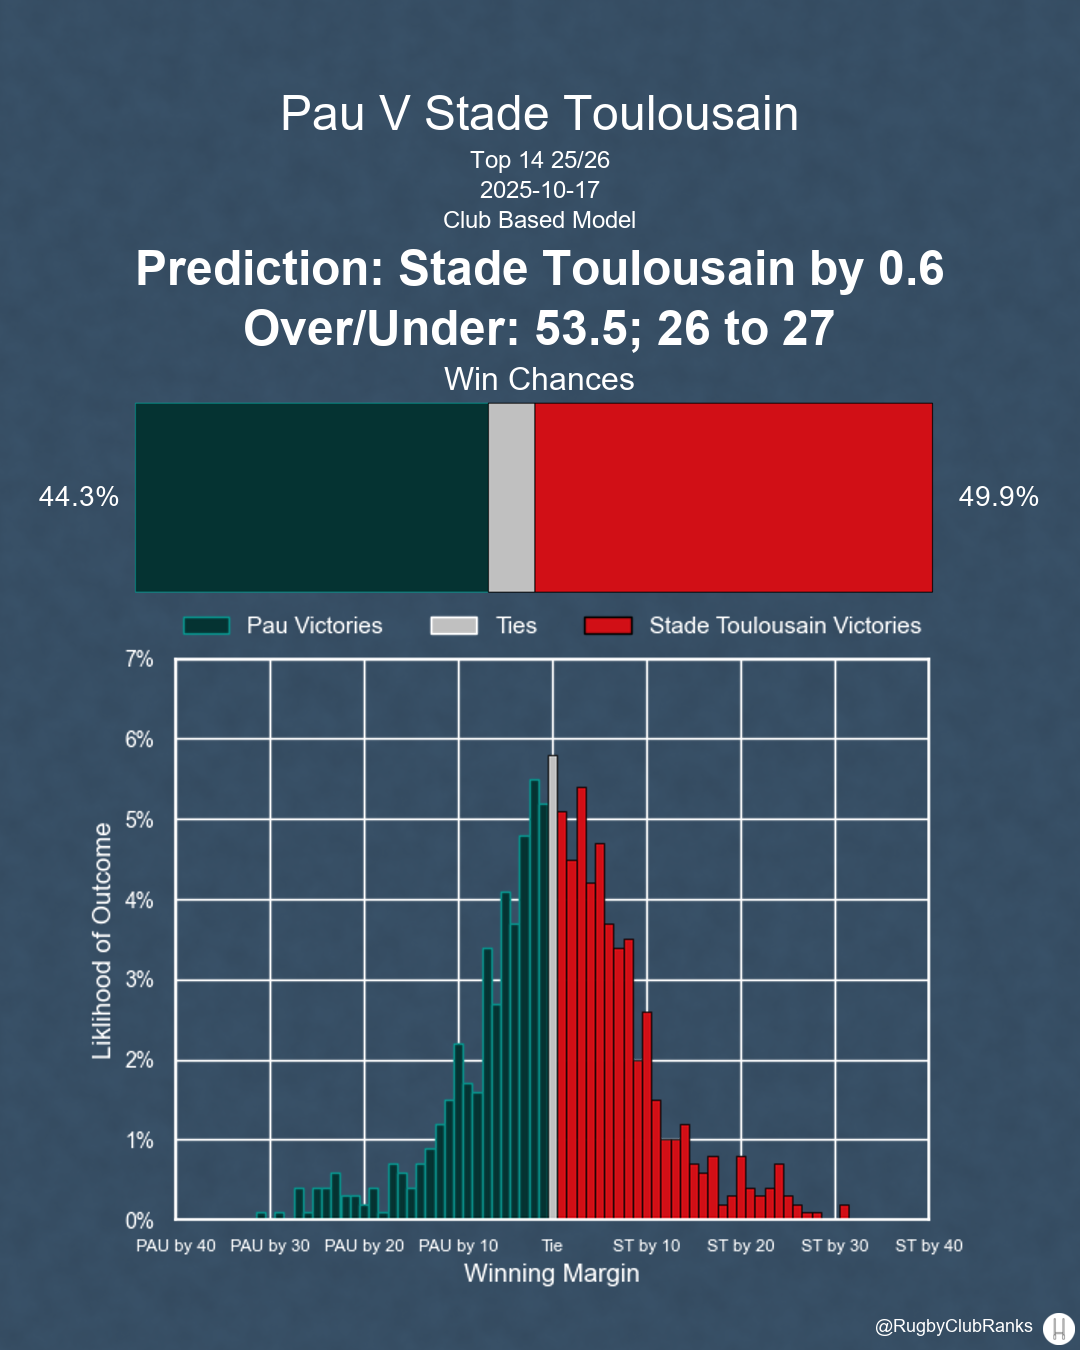 Pau V Stade Toulousain
Top 14 25/26
2025-10-17
Club Based Model
Prediction: Stade Toulousain by 0.6
Over/Under: 53.5; 26 to 27
Win Chances
44.3%
49.9%
Pau Victories
Ties
Stade Toulousain Victories
7%
6%
5%
4%
3%
2%
1%
0%
Liklihood of Outcome
PAU by 40
PAU by 30
PAU by 20
PAU by 10
Tie
ST by 10
ST by 20
ST by 30
ST by 40
Winning Margin
@RugbyClubRanks